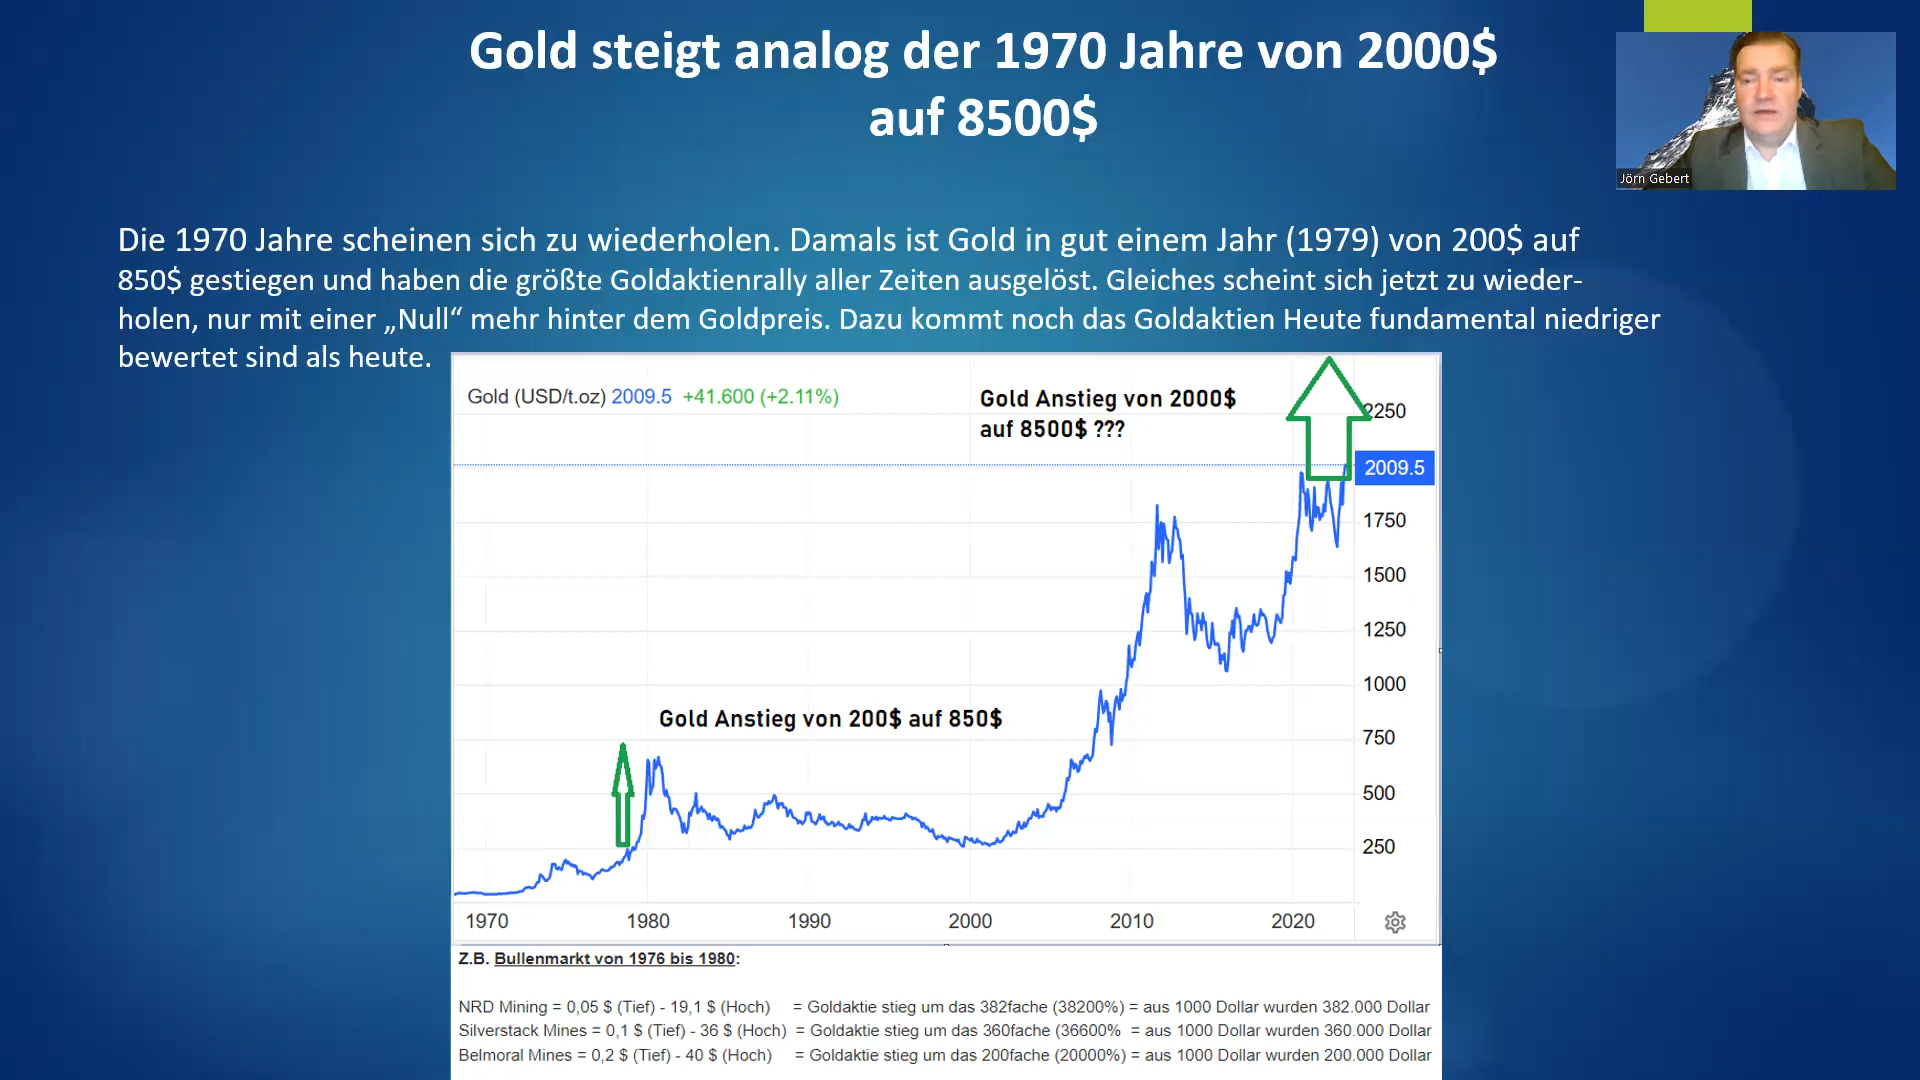 Gold steigt analog der 1970 Jahre von 2000$
auf 8500$
Jörn Gebert
Die 1970 Jahre scheinen sich zu wiederholen. Damals ist Gold in gut einem Jahr (1979) von 200$ auf
850$ gestiegen und haben die größte Goldaktienrally aller Zeiten ausgelöst. Gleiches scheint sich jetzt zu wieder-
holen, nur mit einer „Null“ mehr hinter dem Goldpreis. Dazu kommt noch das Goldaktien Heute fundamental niedriger
bewertet sind als heute.
Gold (USD/t.oz) 2009.5 +41.600 (+2.11%)
Gold Anstieg von 2000$
auf 8500$ ???
2250
2009.5
1750
1500
1250
1000
Gold Anstieg von 200$ auf 850$
750
500
250
1970 1980 1990 2000 2010 2020
Z.B. Bullenmarkt von 1976 bis 1980:
NRD Mining = 0,05 $ (Tief) - 19,1 $ (Hoch) = Goldaktie stieg um das 382fache (38200%) = aus 1000 Dollar wurden 382.000 Dollar
Silverstack Mines = 0,1 $ (Tief) - 36 $ (Hoch) = Goldaktie stieg um das 360fache (36600% = aus 1000 Dollar wurden 360.000 Dollar
Belmoral Mines = 0,2 $ (Tief) - 40 $ (Hoch) = Goldaktie stieg um das 200fache (20000%) = aus 1000 Dollar wurden 200.000 Dollar